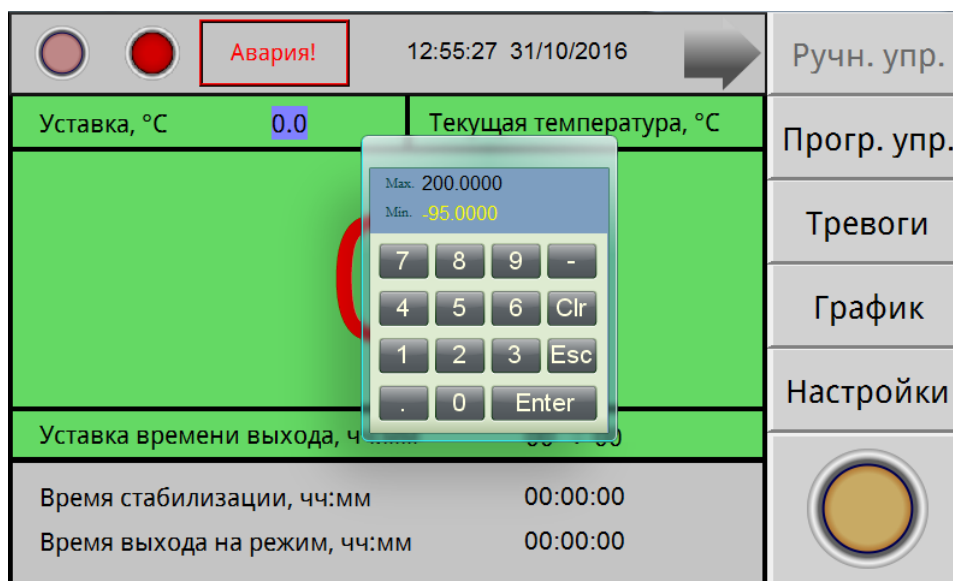 Авария!
12:55:27 31/10/2016
Ручн. упр.
Уставка, °C
0.0
Текущая температура, °C
Прогр. упр.
Max. 200.0000
Min. -95.0000
7 8 9 -
4 5 6 Clr
1 2 3 Esc
. 0 Enter
Тревоги
График
Настройки
Уставка времени выхода, ч
Время стабилизации, чч:мм
00:00:00
Время выхода на режим, чч:мм
00:00:00